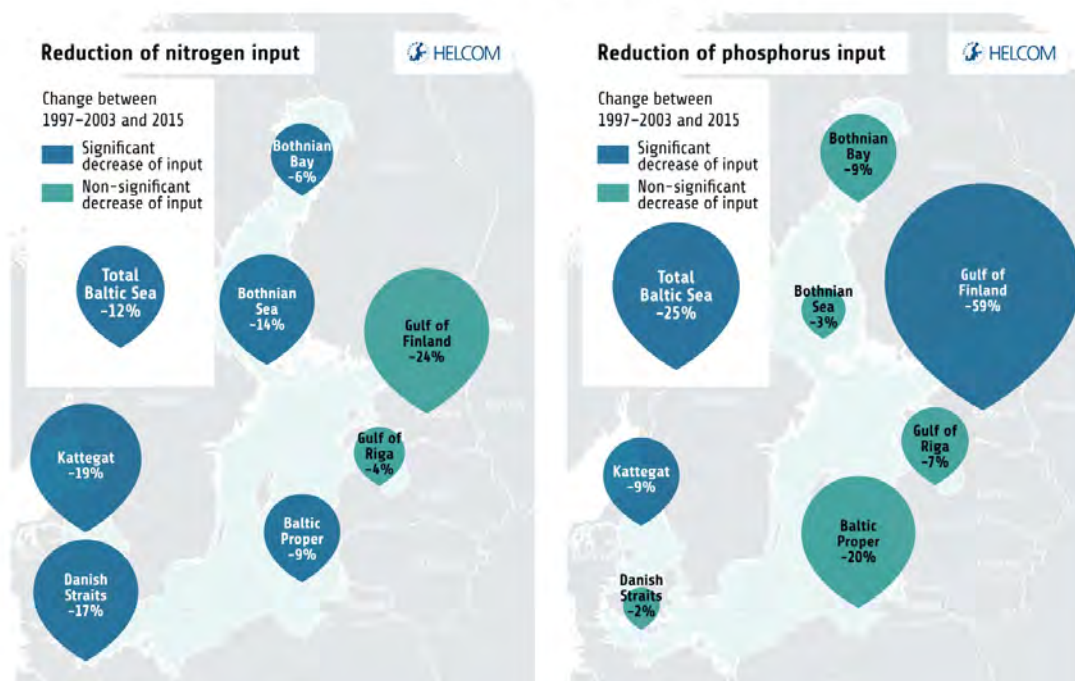 Reduction of nitrogen input
HELCOM
Change between
1997–2003 and 2015
Significant
decrease of input
Non-significant
decrease of input
Total
Baltic Sea
-12%
Bothnian
Bay
-6%
Bothnian
Sea
-14%
Gulf of
Finland
-24%
Gulf of
Riga
-4%
Kattegat
-19%
Baltic
Proper
-9%
Danish
Straits
-17%
Reduction of phosphorus input
HELCOM
Change between
1997–2003 and 2015
Significant
decrease of input
Non-significant
decrease of input
Total
Baltic Sea
-25%
Bothnian
Bay
-9%
Gulf of
Finland
-59%
Bothnian
Sea
-3%
Gulf of
Riga
-7%
Kattegat
-9%
Baltic
Proper
-20%
Danish
Straits
-2%